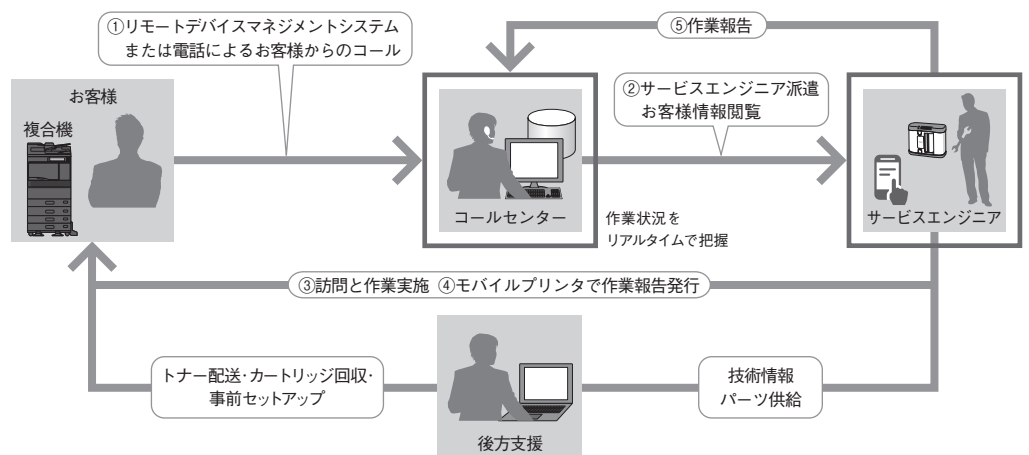 ①リモートデバイスマネジメントシステム
または電話によるお客様からのコール
⑤作業報告
②サービスエンジニア派遣
お客様情報閲覧
お客様
複合機
コールセンター
作業状況を
リアルタイムで把握
サービスエンジニア
③訪問と作業実施 ④モバイルプリンタで作業報告発行
トナー配送・カートリッジ回収・
事前セットアップ
技術情報
パーツ供給
後方支援